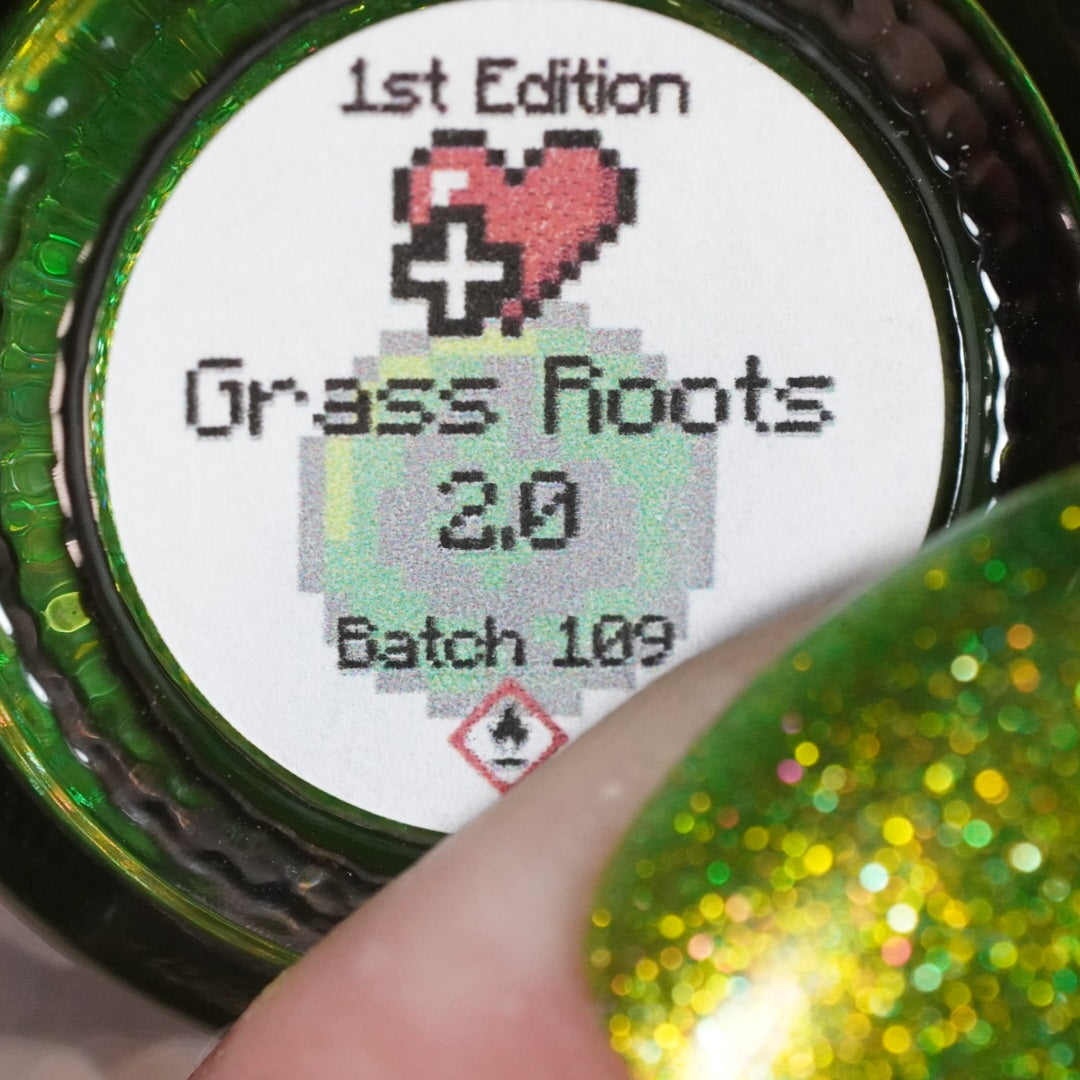 1st Edition
Grass Roots
2.0
Batch 109